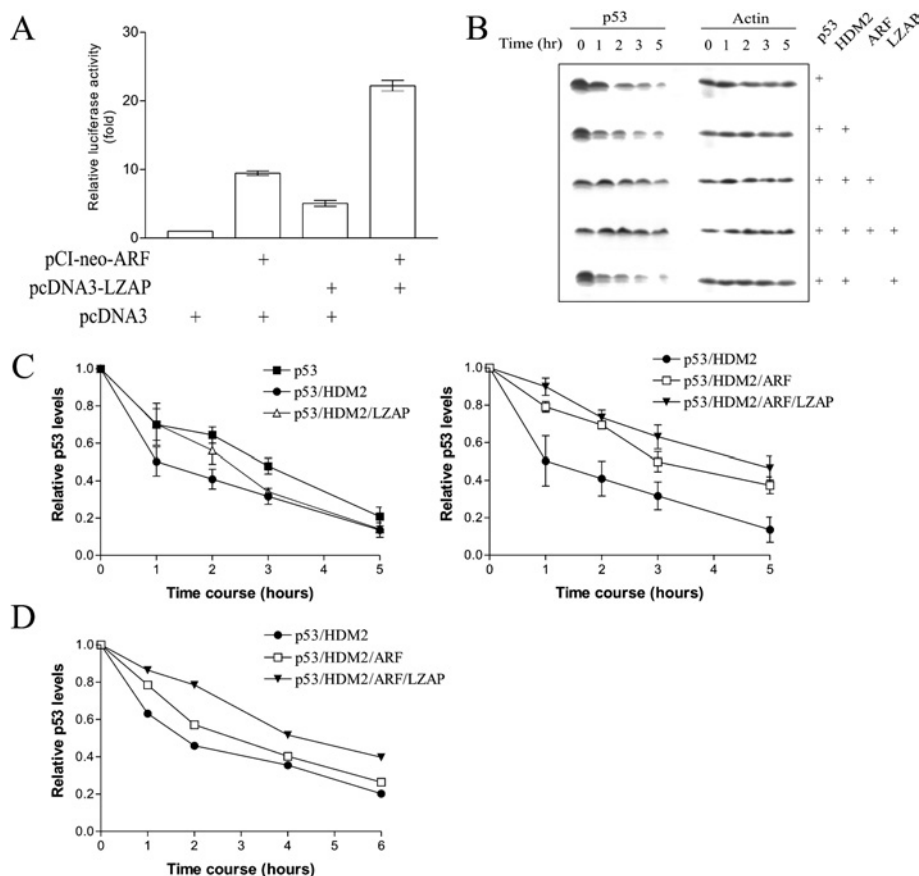 A
30
20
10
0
Relative luciferase activity
(fold)
pCI-neo-ARF + +
pcDNA3-LZAP + +
pcDNA3 + + +
B
p53 Actin
Time (hr) 0 1 2 3 5 0 1 2 3 5
p53 HDM2 ARF LZAP
+
+ +
+ + +
+ + + +
+ + +
C
Relative p53 levels
1.0
0.8
0.6
0.4
0.2
0.0
p53
p53/HDM2
p53/HDM2/LZAP
0 1 2 3 4 5
Time course (hours)
Relative p53 levels
1.0
0.8
0.6
0.4
0.2
0.0
p53/HDM2
p53/HDM2/ARF
p53/HDM2/ARF/LZAP
0 1 2 3 4 5
Time course (hours)
D
Relative p53 levels
1.0
0.8
0.6
0.4
0.2
0.0
p53/HDM2
p53/HDM2/ARF
p53/HDM2/ARF/LZAP
0 1 2 3 4 5 6
Time course (hours)